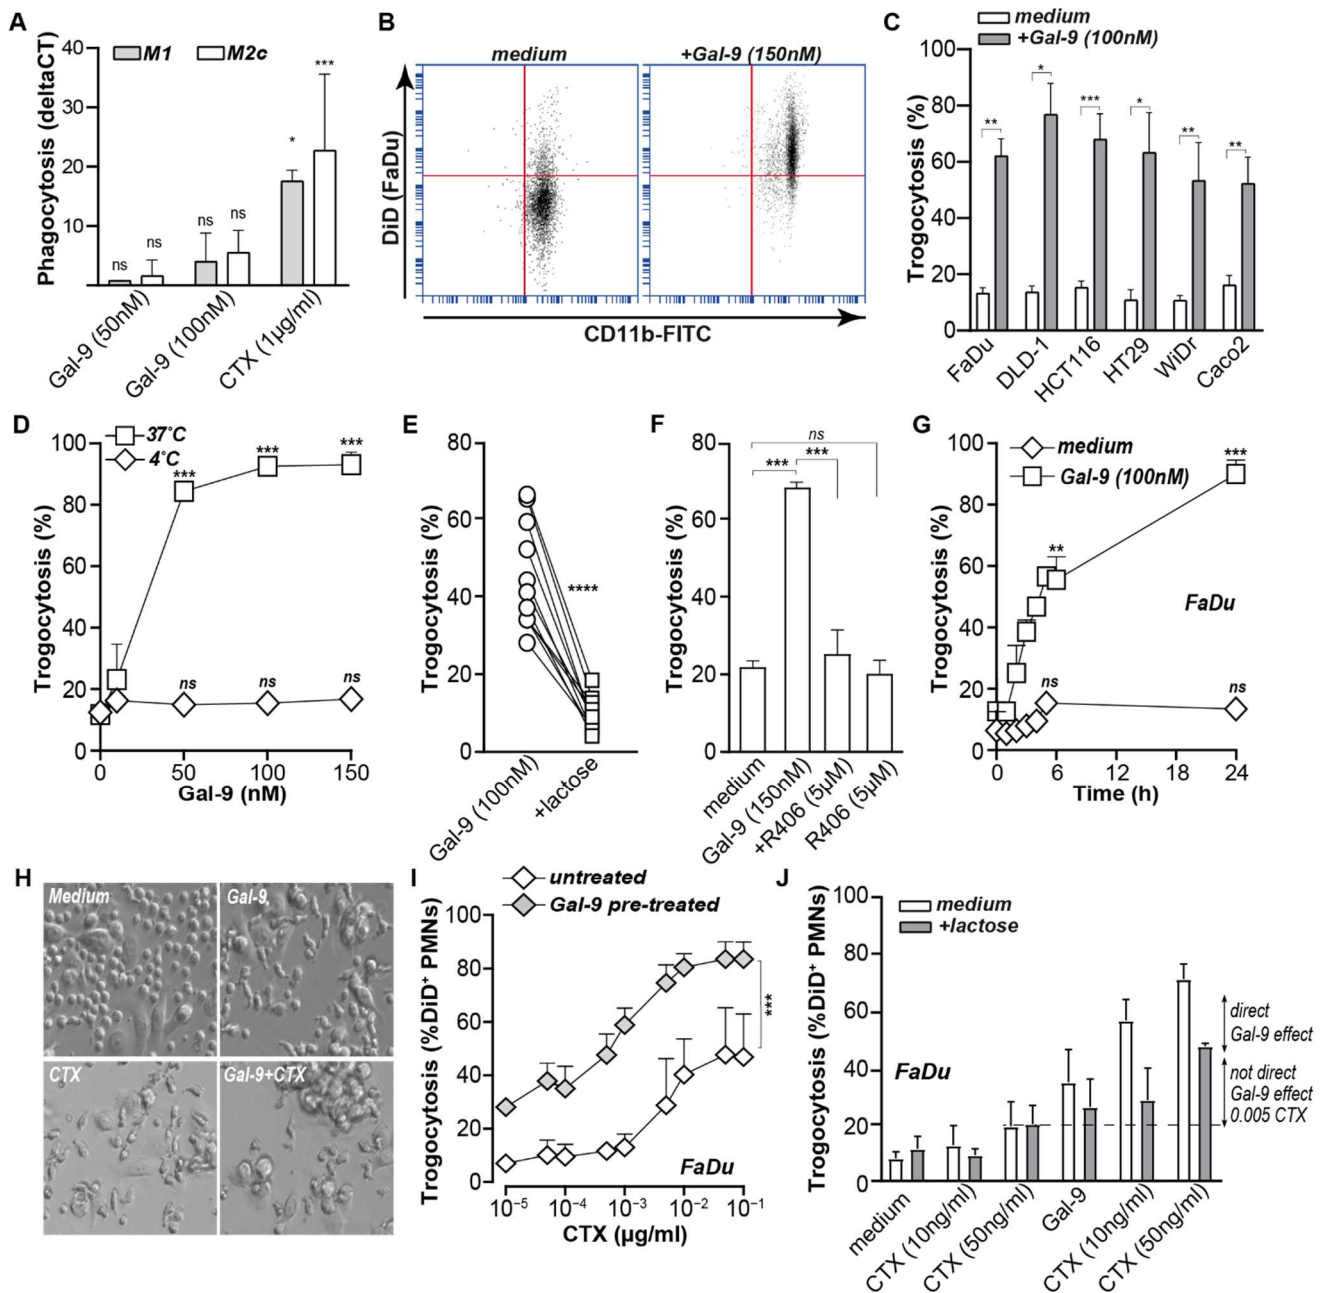 A
Phagocytosis (deltaCT)
40
30
20
10
M1
M2c
ns
ns
ns
ns
*
***
Gal-9 (50nM)
Gal-9 (100nM)
CTX (1µg/ml)
B
medium
+Gal-9 (150nM)
DiD (FaDu)
CD11b-FITC
C
medium
+Gal-9 (100nM)
Trogocytosis (%)
100
80
60
40
20
0
**
*
***
*
**
**
FaDu
DLD-1
HCT116
HT29
WiDr
Caco2
D
37°C
4°C
Trogocytosis (%)
100
80
60
40
20
0
***
***
***
ns
ns
ns
0
50
100
150
Gal-9 (nM)
E
Trogocytosis (%)
80
60
40
20
0
****
Gal-9 (100nM)
+lactose
F
Trogocytosis (%)
80
60
40
20
0
ns
***
***
medium
Gal-9 (150nM)
+R406 (5µM)
R406 (5µM)
G
medium
Gal-9 (100nM)
Trogocytosis (%)
100
80
60
40
20
0
**
***
ns
ns
FaDu
0
6
12
18
24
Time (h)
H
Medium
Gal-9
CTX
Gal-9+CTX
I
untreated
Gal-9 pre-treated
Trogocytosis (%DiD⁺ PMNs)
100
80
60
40
20
0
***
FaDu
10⁻⁵
10⁻⁴
10⁻³
10⁻²
10⁻¹
CTX (µg/ml)
J
medium
+lactose
Trogocytosis (%DiD⁺ PMNs)
100
80
60
40
20
0
FaDu
direct
Gal-9 effect
not direct
Gal-9 effect
0.005 CTX
medium
CTX (10ng/ml)
CTX (50ng/ml)
Gal-9
CTX (10ng/ml)
CTX (50ng/ml)